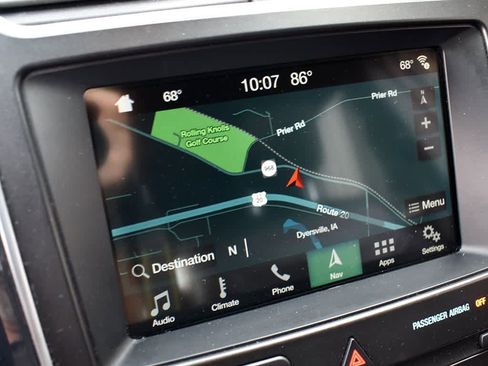 68° 10:07 86° 68°
Prier Rd
N
Rolling Knolls
Golf Course
Prier Rd
+
968
−
20
Route 20
Menu
Dyersville, IA
Destination N
Audio Climate Phone Nav Apps Settings
PASSENGER AIRBAG OFF